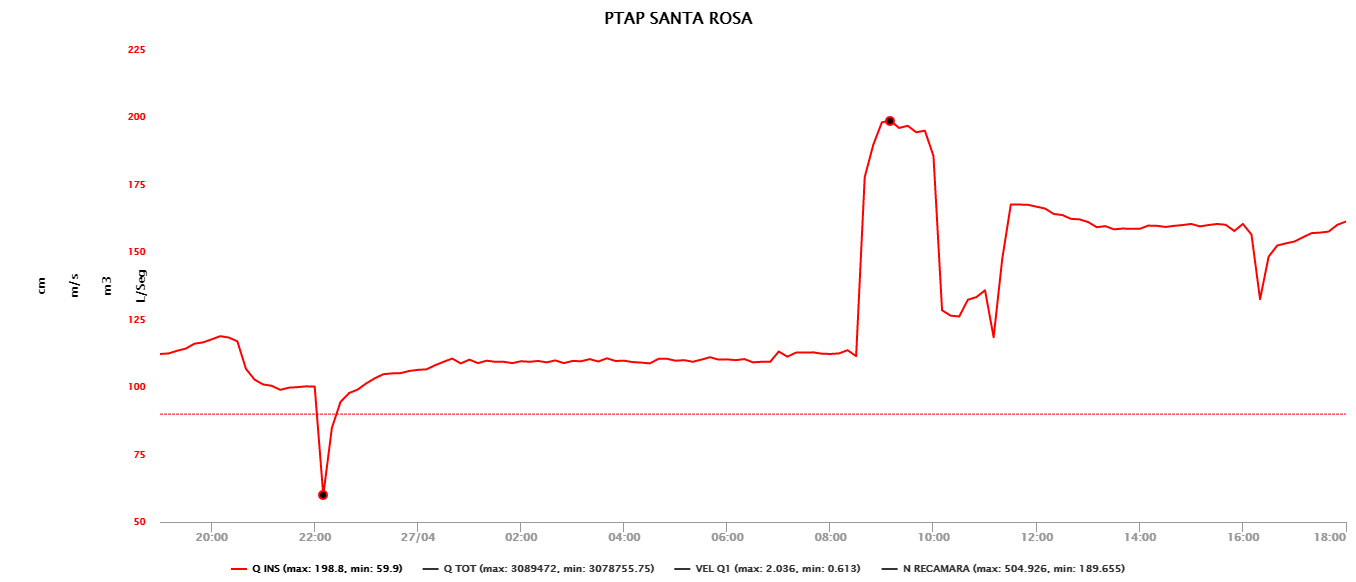 PTAP SANTA ROSA
225
200
175
150
125
100
75
50
cm
m/s
m3
L/Seg
20:00 22:00 27/04 02:00 04:00 06:00 08:00 10:00 12:00 14:00 16:00 18:00
Q INS (max: 198.8, min: 59.9) Q TOT (max: 3089472, min: 3078755.75) VEL Q1 (max: 2.036, min: 0.613) N RECAMARA (max: 504.926, min: 189.655)